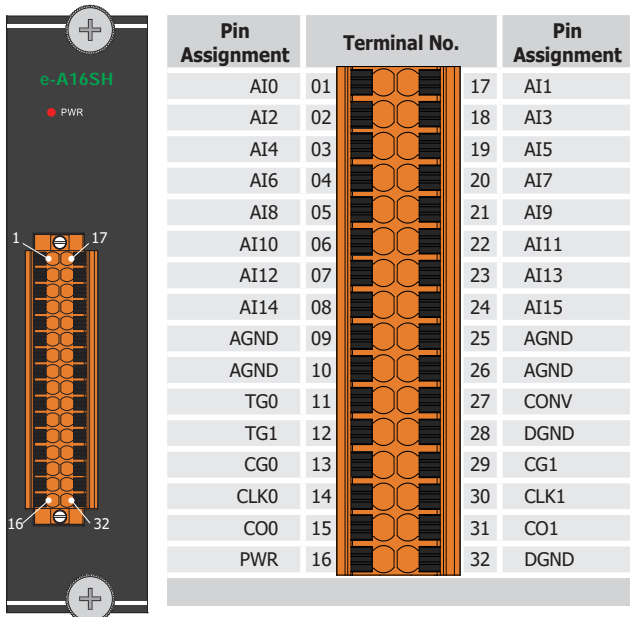 e-A16SH
PWR
1 17
16 32
Pin Assignment Terminal No. Pin Assignment
AI0 01 17 AI1
AI2 02 18 AI3
AI4 03 19 AI5
AI6 04 20 AI7
AI8 05 21 AI9
AI10 06 22 AI11
AI12 07 23 AI13
AI14 08 24 AI15
AGND 09 25 AGND
AGND 10 26 AGND
TG0 11 27 CONV
TG1 12 28 DGND
CG0 13 29 CG1
CLK0 14 30 CLK1
CO0 15 31 CO1
PWR 16 32 DGND